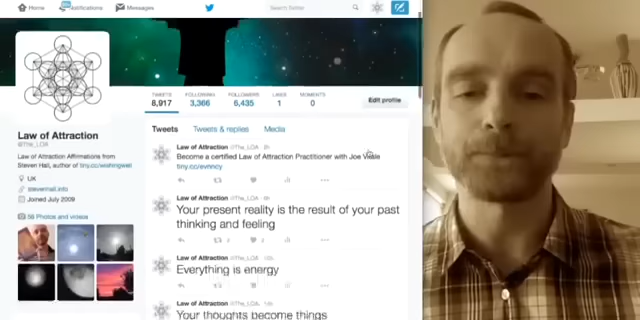 Home
Notifications
Messages
Search Twitter
TWEETS FOLLOWING FOLLOWERS LIKES MOMENTS
8,917 3,366 6,435 1 0
Edit profile
Law of Attraction
@The_LOA
Law of Attraction Affirmations from
Steven Hall, author of tiny.cc/wishingwell
UK
stevenhall.info
Joined July 2009
56 Photos and videos
Tweets Tweets & replies Media
Law of Attraction @The_LOA
Become a certified Law of Attraction Practitioner with Joe Vitale
Law of Attraction @The_LOA
Your present reality is the result of your past
thinking and feeling
Law of Attraction @The_LOA
Everything is energy
Law of Attraction @The_LOA
Your thoughts become things